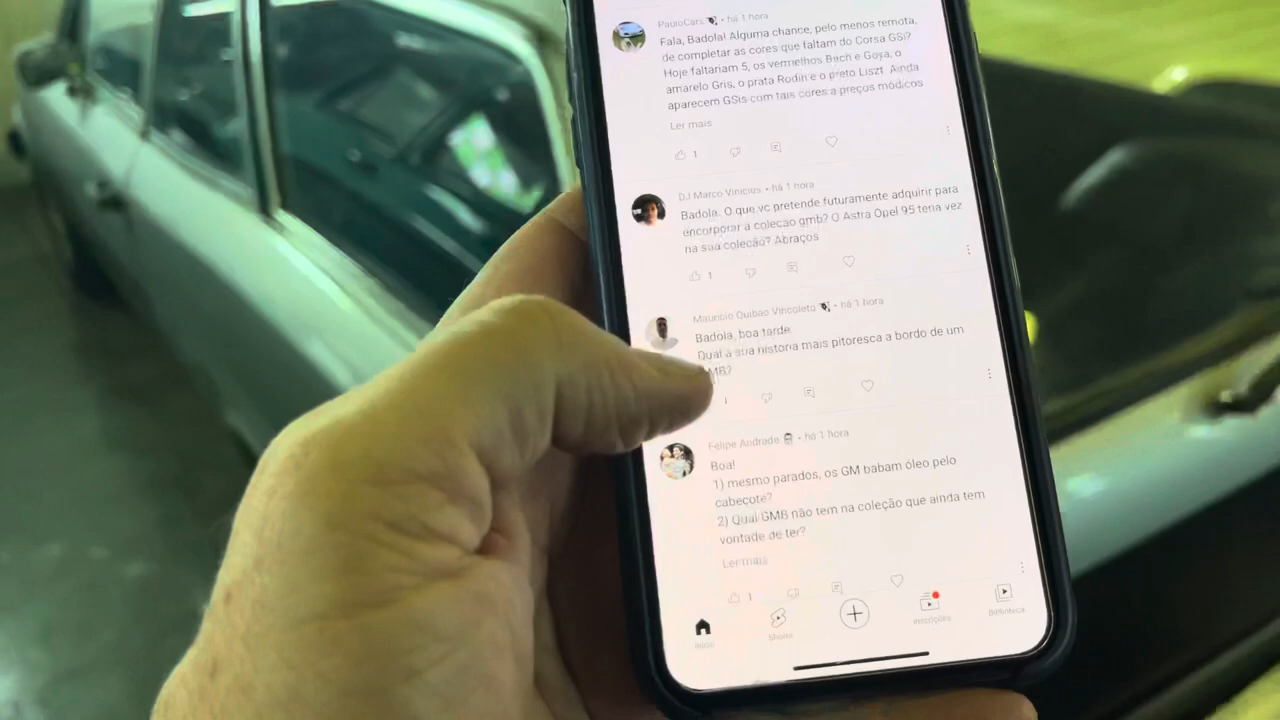 PauloCars • há 1 hora
Fala, Badola! Alguma chance, pelo menos remota,
de completar as cores que faltam do Corsa GSi?
Hoje faltariam 5, os vermelhos Bach e Goya, o
amarelo Gris, o prata Rodin e o preto Liszt. Ainda
aparecem GSis com tais cores a preços módicos
Ler mais
1
DJ Marco Vinicius • há 1 hora
Badola. O que vc pretende futuramente adquirir para
encorporar a coleção gmb? O Astra Opel 95 teria vez
na sua coleção? Abraços
1
Mauricio Quibao Vincoleto • há 1 hora
Badola, boa tarde.
Qual a sua história mais pitoresca a bordo de um
MB?
Felipe Andrade • há 1 hora
Boa!
1) mesmo parados, os GM babam óleo pelo
cabeçote?
2) Qual GMB não tem na coleção que ainda tem
vontade de ter?
Ler mais
1
Início
Shorts
Inscrições
Biblioteca